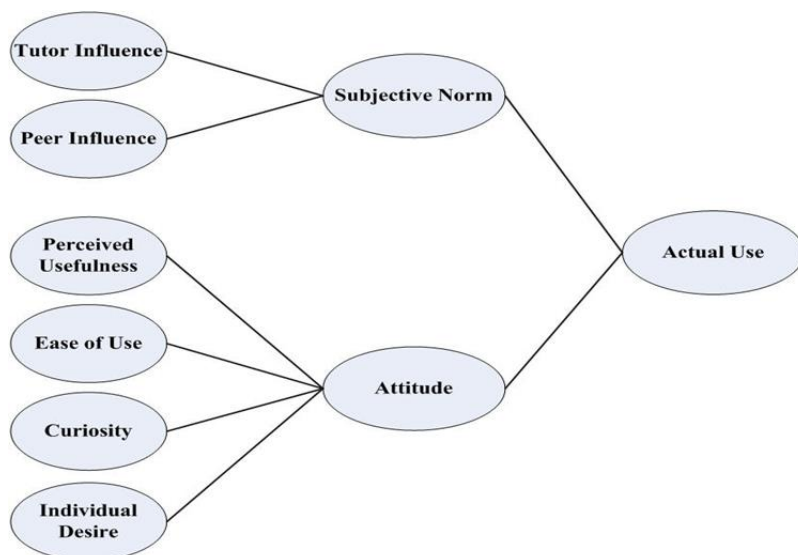 Tutor Influence
Peer Influence
Subjective Norm
Perceived
Usefulness
Ease of Use
Curiosity
Individual
Desire
Attitude
Actual Use